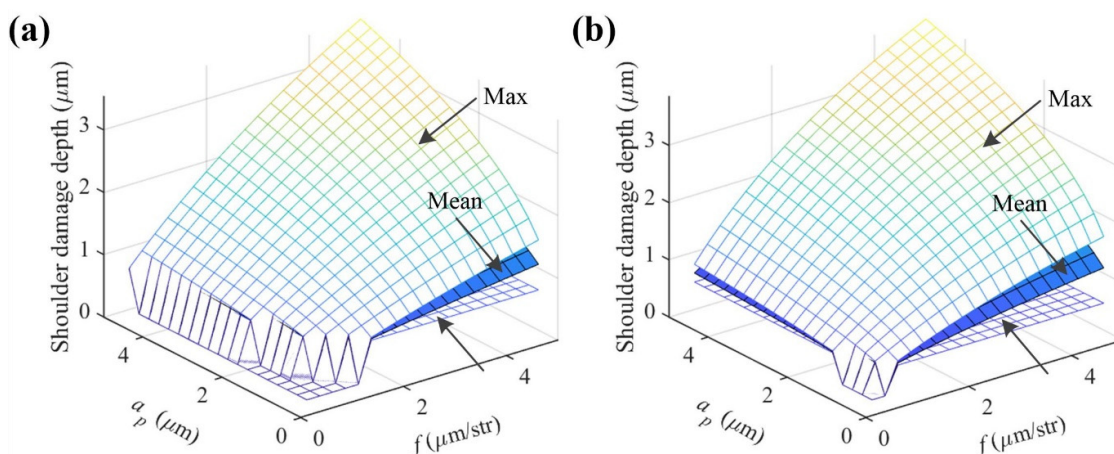 (a)
Shoulder damage depth (μm)
3
2
1
0
4
2
0
a_p (μm)
0
2
4
f (μm/str)
Max
Mean
(b)
Shoulder damage depth (μm)
3
2
1
0
4
2
0
a_p (μm)
0
2
4
f (μm/str)
Max
Mean